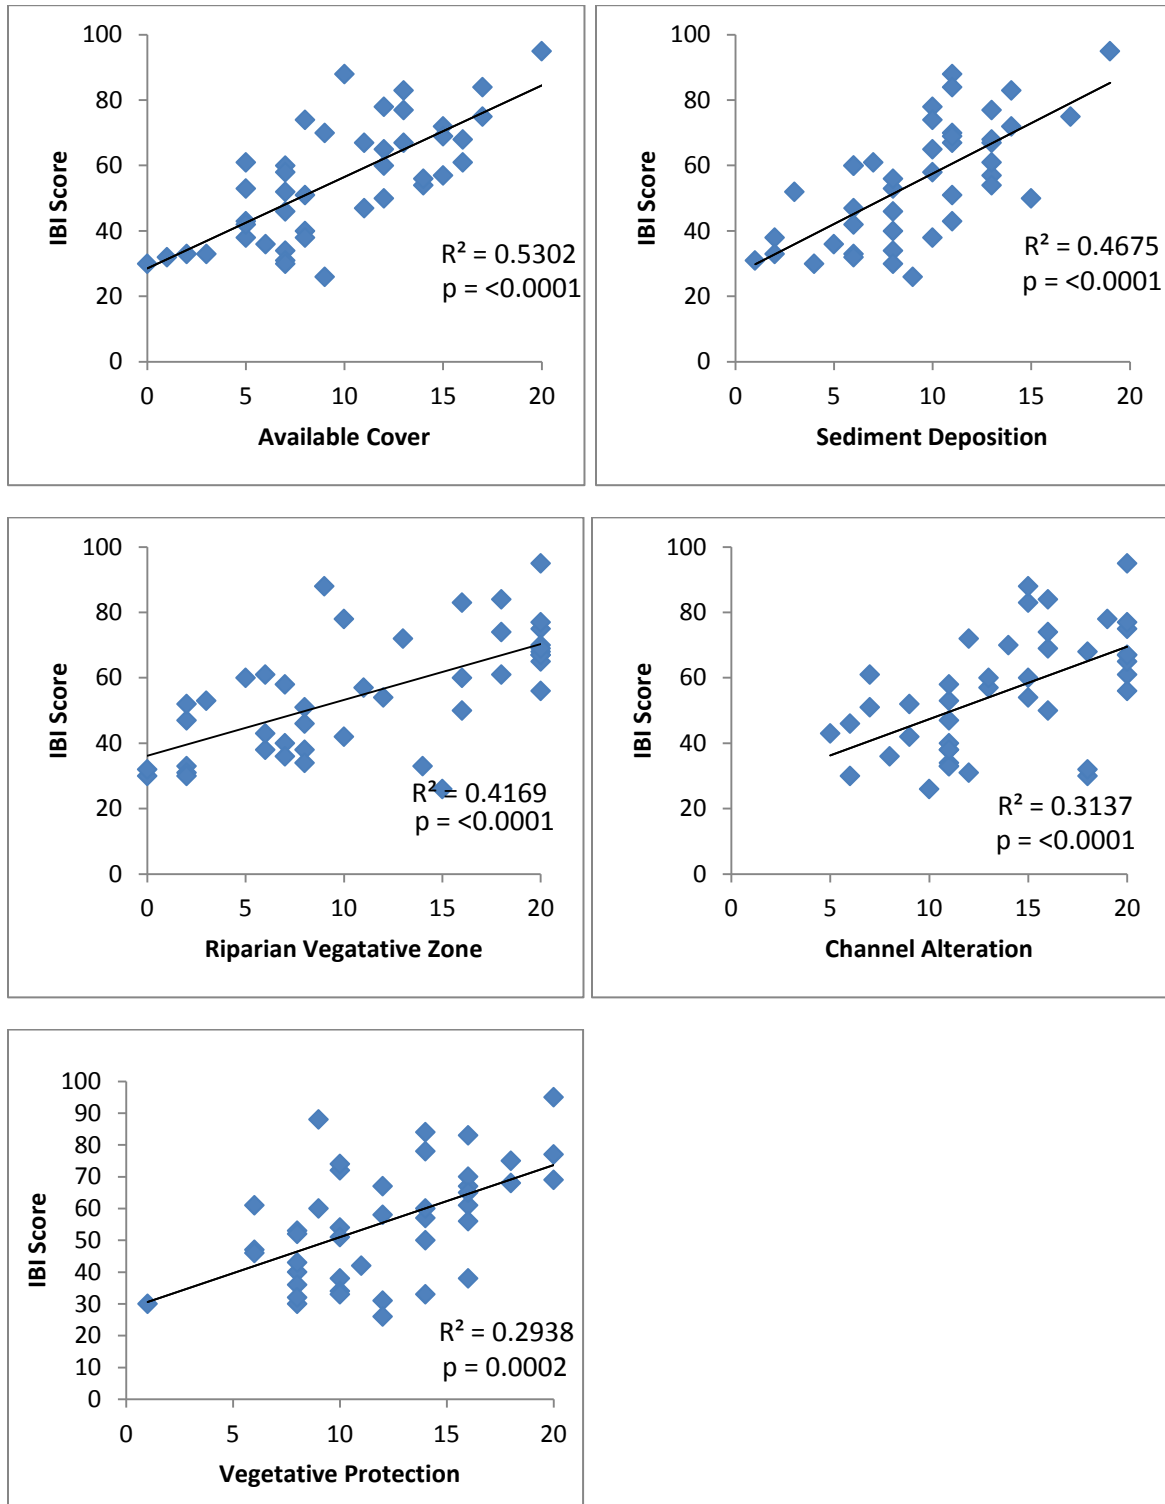 100
80
60
40
20
0
IBI Score
R² = 0.5302
p = <0.0001
0 5 10 15 20
Available Cover
100
80
60
40
20
0
IBI Score
R² = 0.4675
p = <0.0001
0 5 10 15 20
Sediment Deposition
100
80
60
40
20
0
IBI Score
R² = 0.4169
p = <0.0001
0 5 10 15 20
Riparian Vegatative Zone
100
80
60
40
20
0
IBI Score
R² = 0.3137
p = <0.0001
0 5 10 15 20
Channel Alteration
100
90
80
70
60
50
40
30
20
10
0
IBI Score
R² = 0.2938
p = 0.0002
0 5 10 15 20
Vegetative Protection